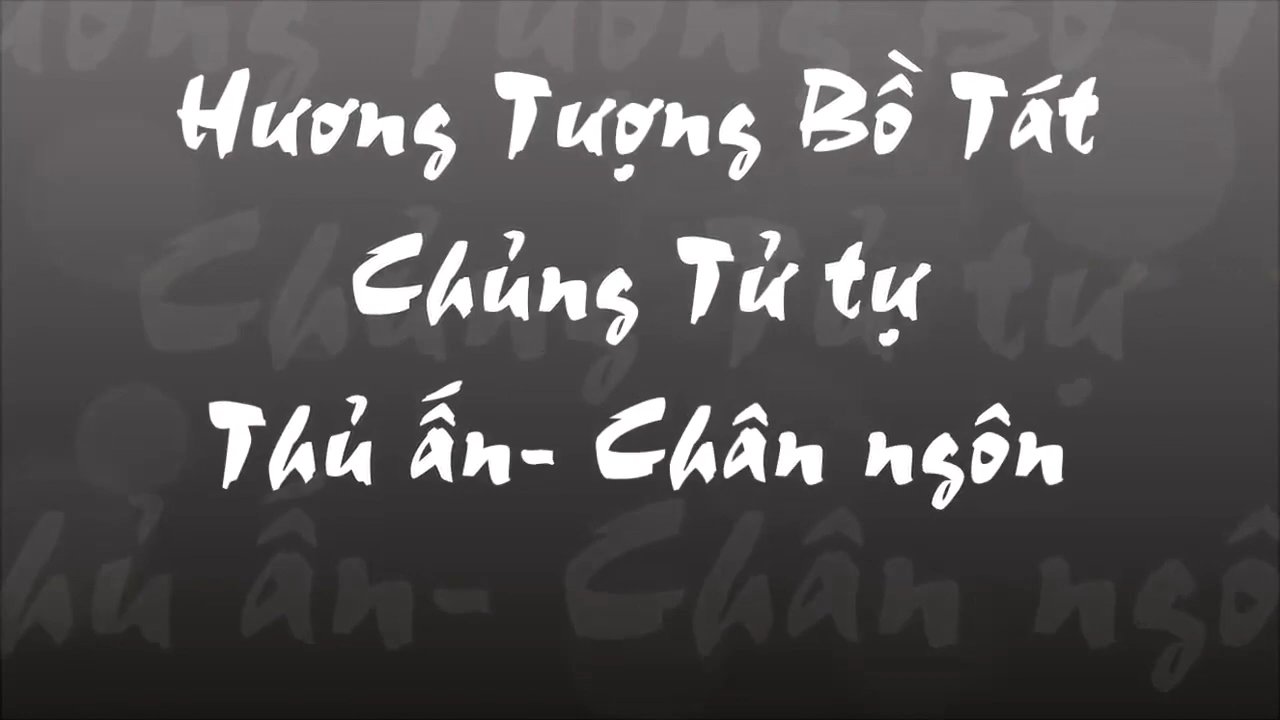 Hương Tượng Bồ Tát
Chủng Tử tự
Thủ ấn- Chân ngôn